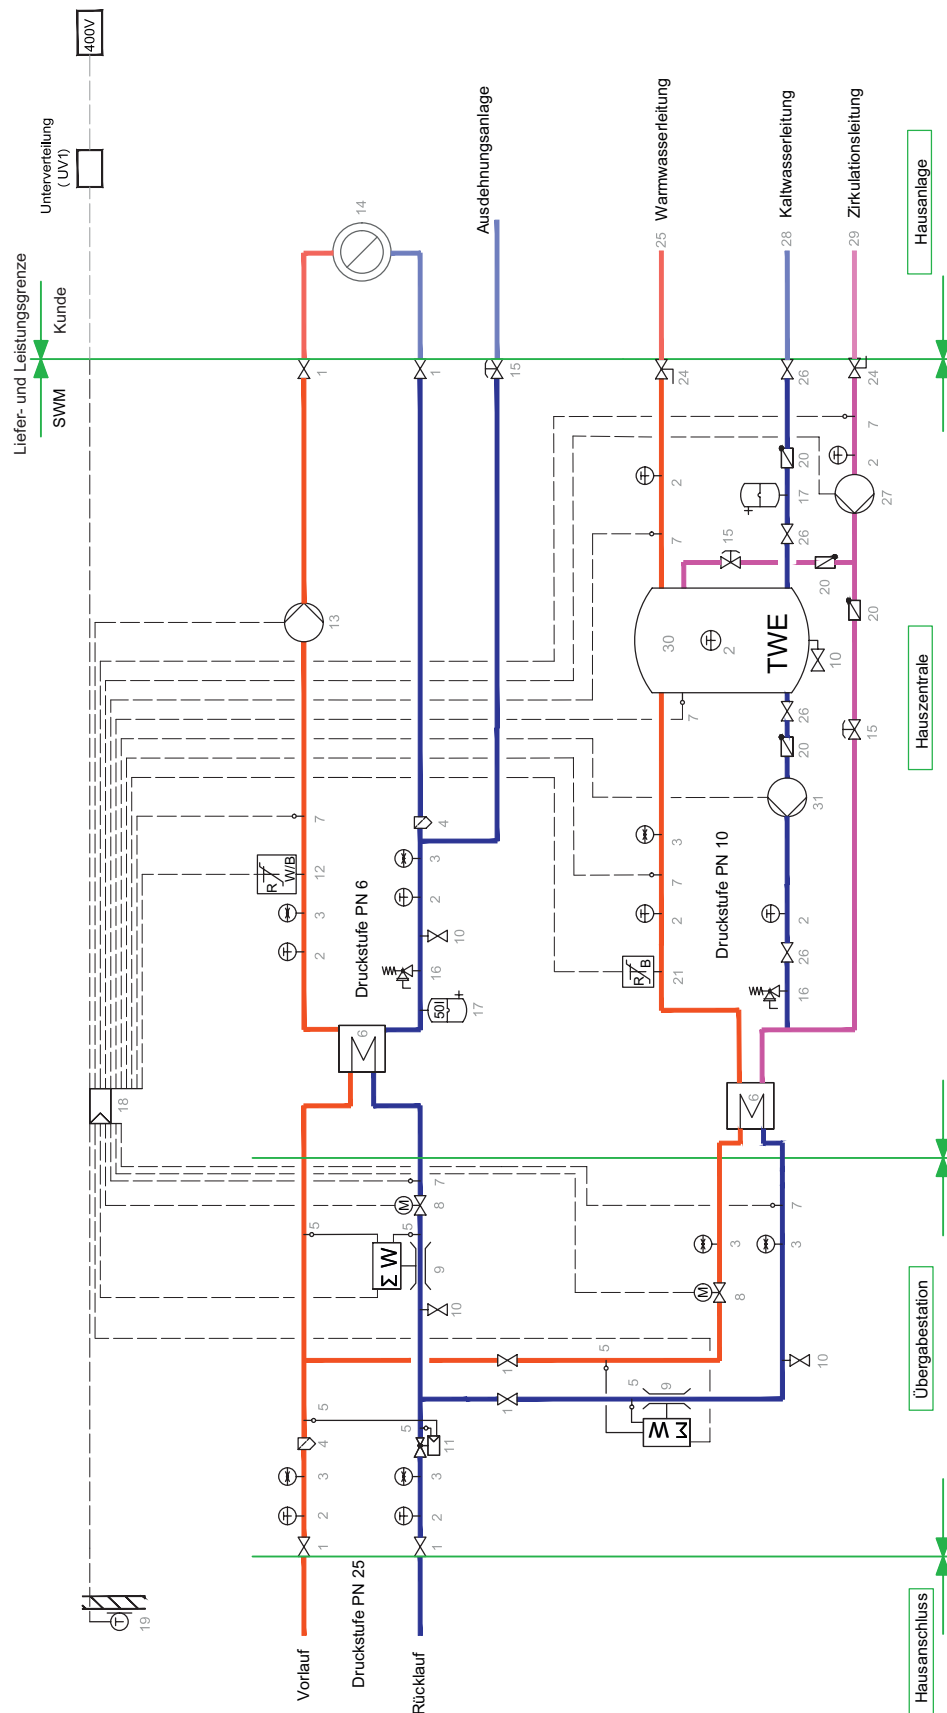 Liefer- und Leistungsgrenze
SWM
Kunde
Unterverteilung
( UV1)
400V
T
19
18
Vorlauf
1
T
2
3
4
5
5
T
2
3
R
W/B
12
7
13
1
14
Druckstufe PN 25
6
Druckstufe PN 6
Rücklauf
1
T
2
3
11
5
10
Σ W
9
5
M
8
7
50l
17
16
10
T
2
3
4
1
Ausdehnungsanlage
15
1
1
5
5
9
Σ W
R
B
21
T
2
7
3
7
30
7
T
2
24
25
Warmwasserleitung
M
8
3
Druckstufe PN 10
T
2
15
6
TWE
10
3
7
16
26
T
2
31
20
26
10
26
17
20
26
28
Kaltwasserleitung
20
15
20
27
T
2
7
24
29
Zirkulationsleitung
Hausanschluss
Übergabestation
Hauszentrale
Hausanlage